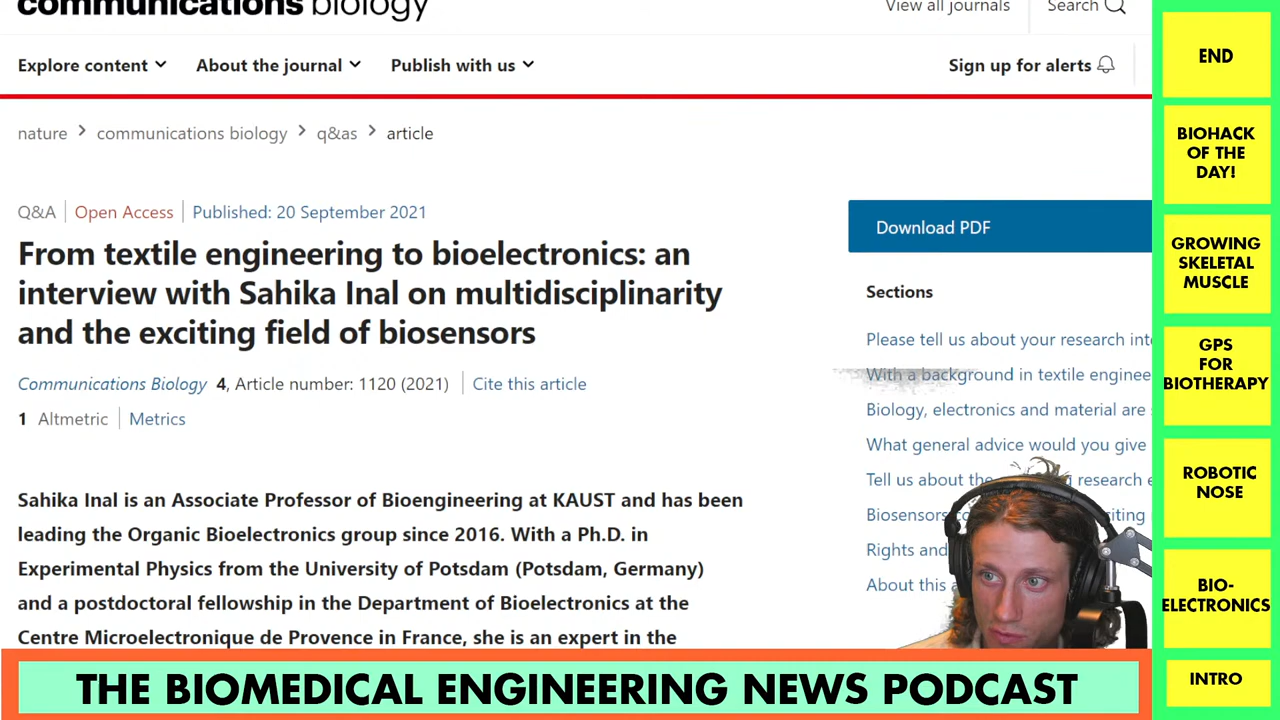 communications biology
View all journals
Search
Explore content
About the journal
Publish with us
Sign up for alerts
nature > communications biology > q&as > article
Q&A
Open Access
Published: 20 September 2021
From textile engineering to bioelectronics: an
interview with Sahika Inal on multidisciplinarity
and the exciting field of biosensors
Communications Biology 4, Article number: 1120 (2021)
Cite this article
1 Altmetric
Metrics
Sahika Inal is an Associate Professor of Bioengineering at KAUST and has been
leading the Organic Bioelectronics group since 2016. With a Ph.D. in
Experimental Physics from the University of Potsdam (Potsdam, Germany)
and a postdoctoral fellowship in the Department of Bioelectronics at the
Centre Microelectronique de Provence in France, she is an expert in the
Download PDF
Sections
Please tell us about your research
With a background in textile
Biology, electronics and material are
What general advice would you give
Tell us about the research
Biosensors
Rights and
About this
END
BIOHACK
OF THE
DAY!
GROWING
SKELETAL
MUSCLE
GPS
FOR
BIOTHERAPY
ROBOTIC
NOSE
BIO-
ELECTRONICS
INTRO
THE BIOMEDICAL ENGINEERING NEWS PODCAST